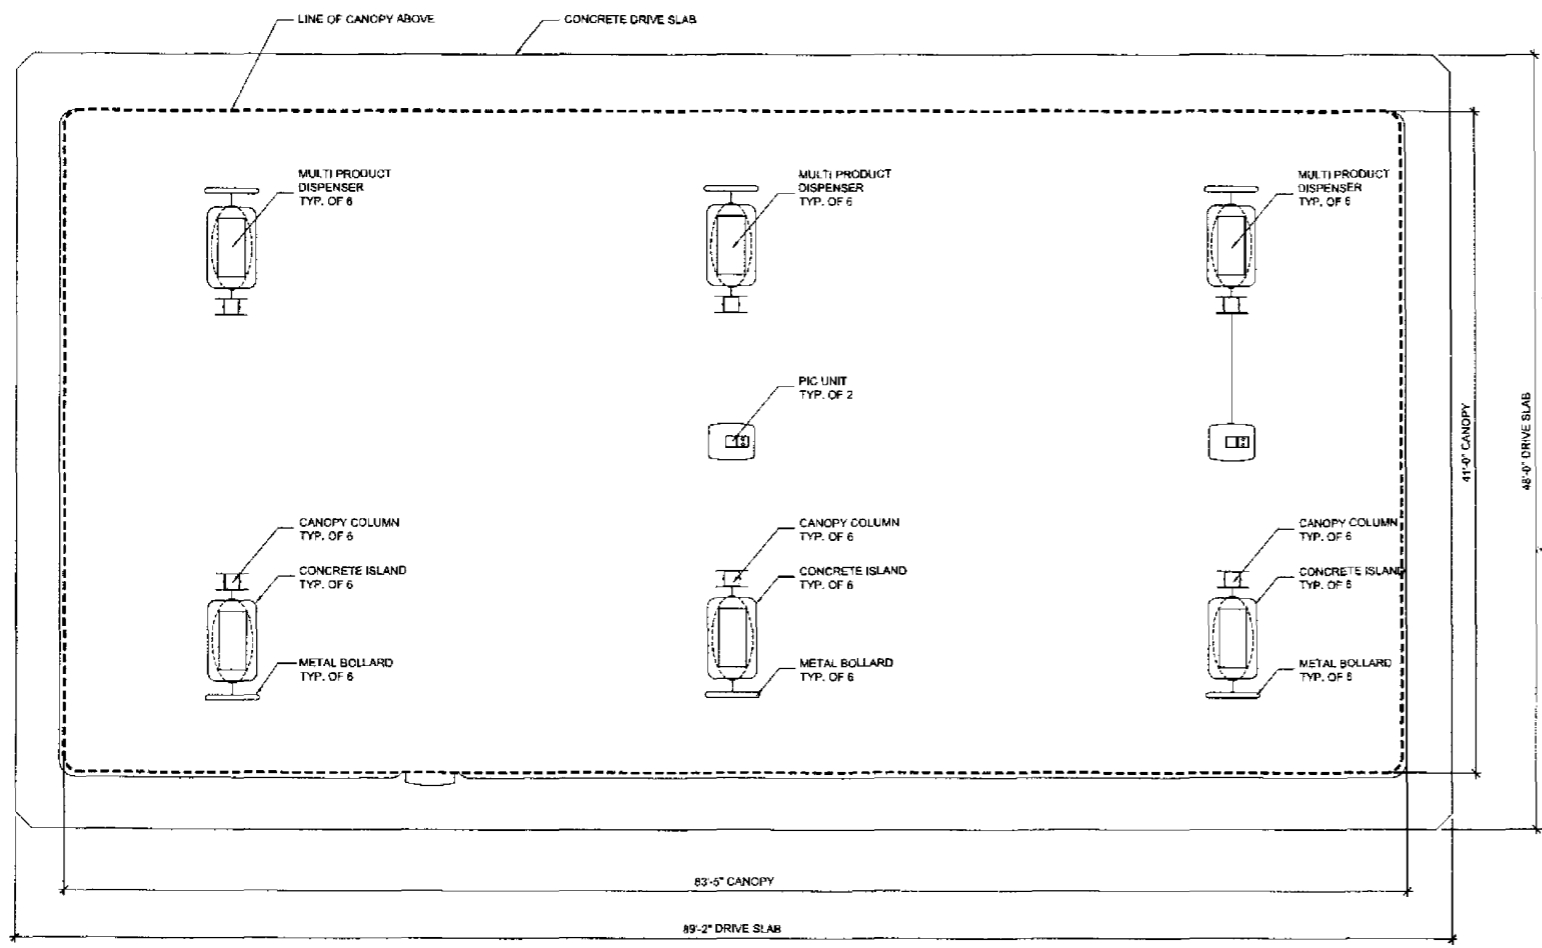 LINE OF CANOPY ABOVE
CONCRETE DRIVE SLAB
MULTI PRODUCT
DISPENSER
TYP. OF 6
MULTI PRODUCT
DISPENSER
TYP. OF 6
MULTI PRODUCT
DISPENSER
TYP. OF 6
PIC UNIT
TYP. OF 2
41'-0" CANOPY
48'-0" DRIVE SLAB
CANOPY COLUMN
TYP. OF 6
CANOPY COLUMN
TYP. OF 6
CANOPY COLUMN
TYP. OF 6
CONCRETE ISLAND
TYP. OF 6
CONCRETE ISLAND
TYP. OF 6
CONCRETE ISLAND
TYP. OF 6
METAL BOLLARD
TYP. OF 6
METAL BOLLARD
TYP. OF 6
METAL BOLLARD
TYP. OF 6
83'-5" CANOPY
89'-2" DRIVE SLAB